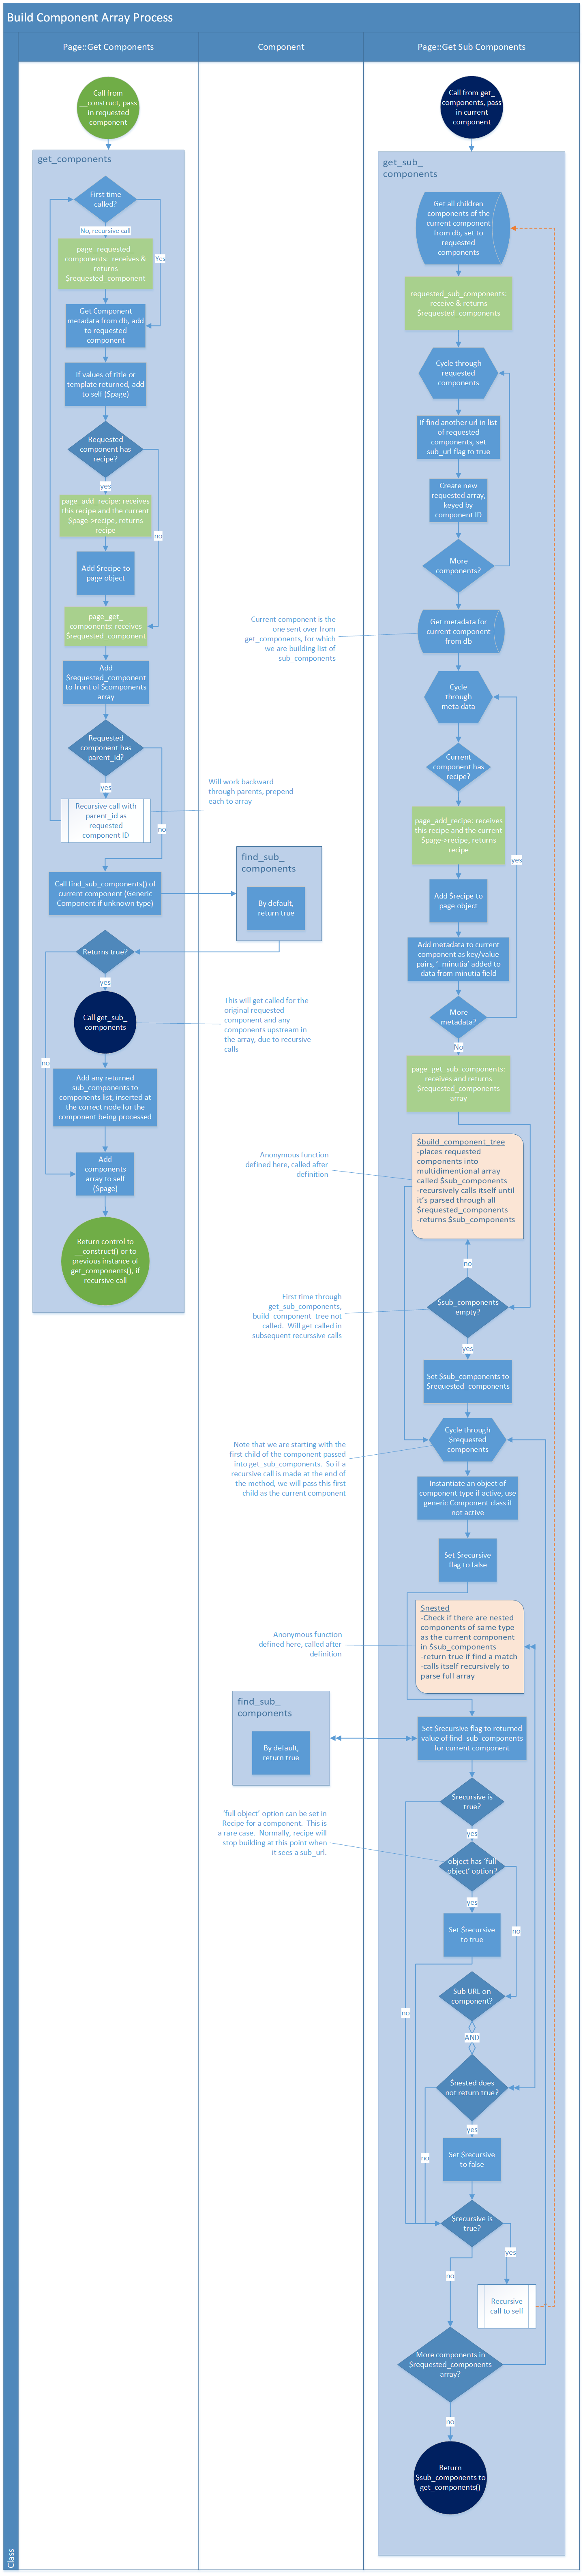 Build Component Array Process
Page::Get Components
Component
Page::Get Sub Components
Class
Call from
__construct, pass
in requested
component
get_components
First time
called?
No, recursive call
Yes
page_requested_
components: receives &
returns
$requested_component
Get Component
metadata from db, add
to requested
component
If values of title or
template returned, add
to self ($page)
Requested
component has
recipe?
yes
no
page_add_recipe: receives
this recipe and the current
$page->recipe, returns
recipe
Add $recipe to
page object
page_get_
components: receives
$requested_component
Add
$requested_component
to front of $components
array
Requested
component has
parent_id?
yes
no
Recursive call with
parent_id as
requested
component ID
Will work backward
through parents, prepend
each to array
Call find_sub_components() of
current component (Generic
Component if unknown type)
find_sub_
components
By default,
return true
Returns true?
yes
no
Call get_sub_
components
This will get called for the
original requested
component and any
components upstream in
the array, due to recursive
calls
Add any returned
sub_components to
components list, inserted at
the correct node for the
component being processed
Add
components
array to self
($page)
Return control to
__construct() or to
previous instance of
get_components(), if
recursive call
Call from get_
components, pass
in current
component
get_sub_
components
Get all children
components of the
current component
from db, set to
requested
components
requested_sub_components:
receive & returns
$requested_components
Cycle through
requested
components
If find another url in list
of requested
components, set
sub_url flag to true
Create new
requested array,
keyed by
component ID
More
components?
Current component is the
one sent over from
get_components, for which
we are building list of
sub_components
Get metadata for
current component
from db
Cycle
through
meta data
Current
component has
recipe?
page_add_recipe: receives
this recipe and the current
$page->recipe, returns
recipe
yes
Add $recipe to
page object
Add metadata to current
component as key/value
pairs, '_minutia' added to
data from minutia field
More
metadata?
No
page_get_sub_components:
receives and returns
$requested_components
array
$build_component_tree
-places requested
components into
multidimentional array
called $sub_components
-recursively calls itself until
it's parsed through all
$requested_components
-returns $sub_components
Anonymous function
defined here, called after
definition
no
$sub_components
empty?
First time through
get_sub_components,
build_component_tree not
called. Will get called in
subsequent recurssive calls
yes
Set $sub_components to
$requested_components
Cycle through
$requested
components
Note that we are starting with the
first child of the component passed
into get_sub_components. So if a
recursive call is made at the end of
the method, we will pass this first
child as the current component
Instantiate an object of
component type if active, use
generic Component class if
not active
Set $recursive
flag to false
$nested
-Check if there are nested
components of same type
as the current component
in $sub_components
-return true if find a match
-calls itself recursively to
parse full array
Anonymous function
defined here, called after
definition
find_sub_
components
By default,
return true
Set $recursive flag to returned
value of find_sub_components
for current component
$recursive is
true?
yes
'full object' option can be set in
Recipe for a component. This is
a rare case. Normally, recipe will
stop building at this point when
it sees a sub_url.
object has 'full
object' option?
yes
no
Set $recursive
to true
Sub URL on
component?
no
AND
$nested does
not return true?
yes
no
Set $recursive
to false
$recursive is
true?
yes
no
Recursive
call to self
More components in
$requested_components
array?
no
Return
$sub_components to
get_components()